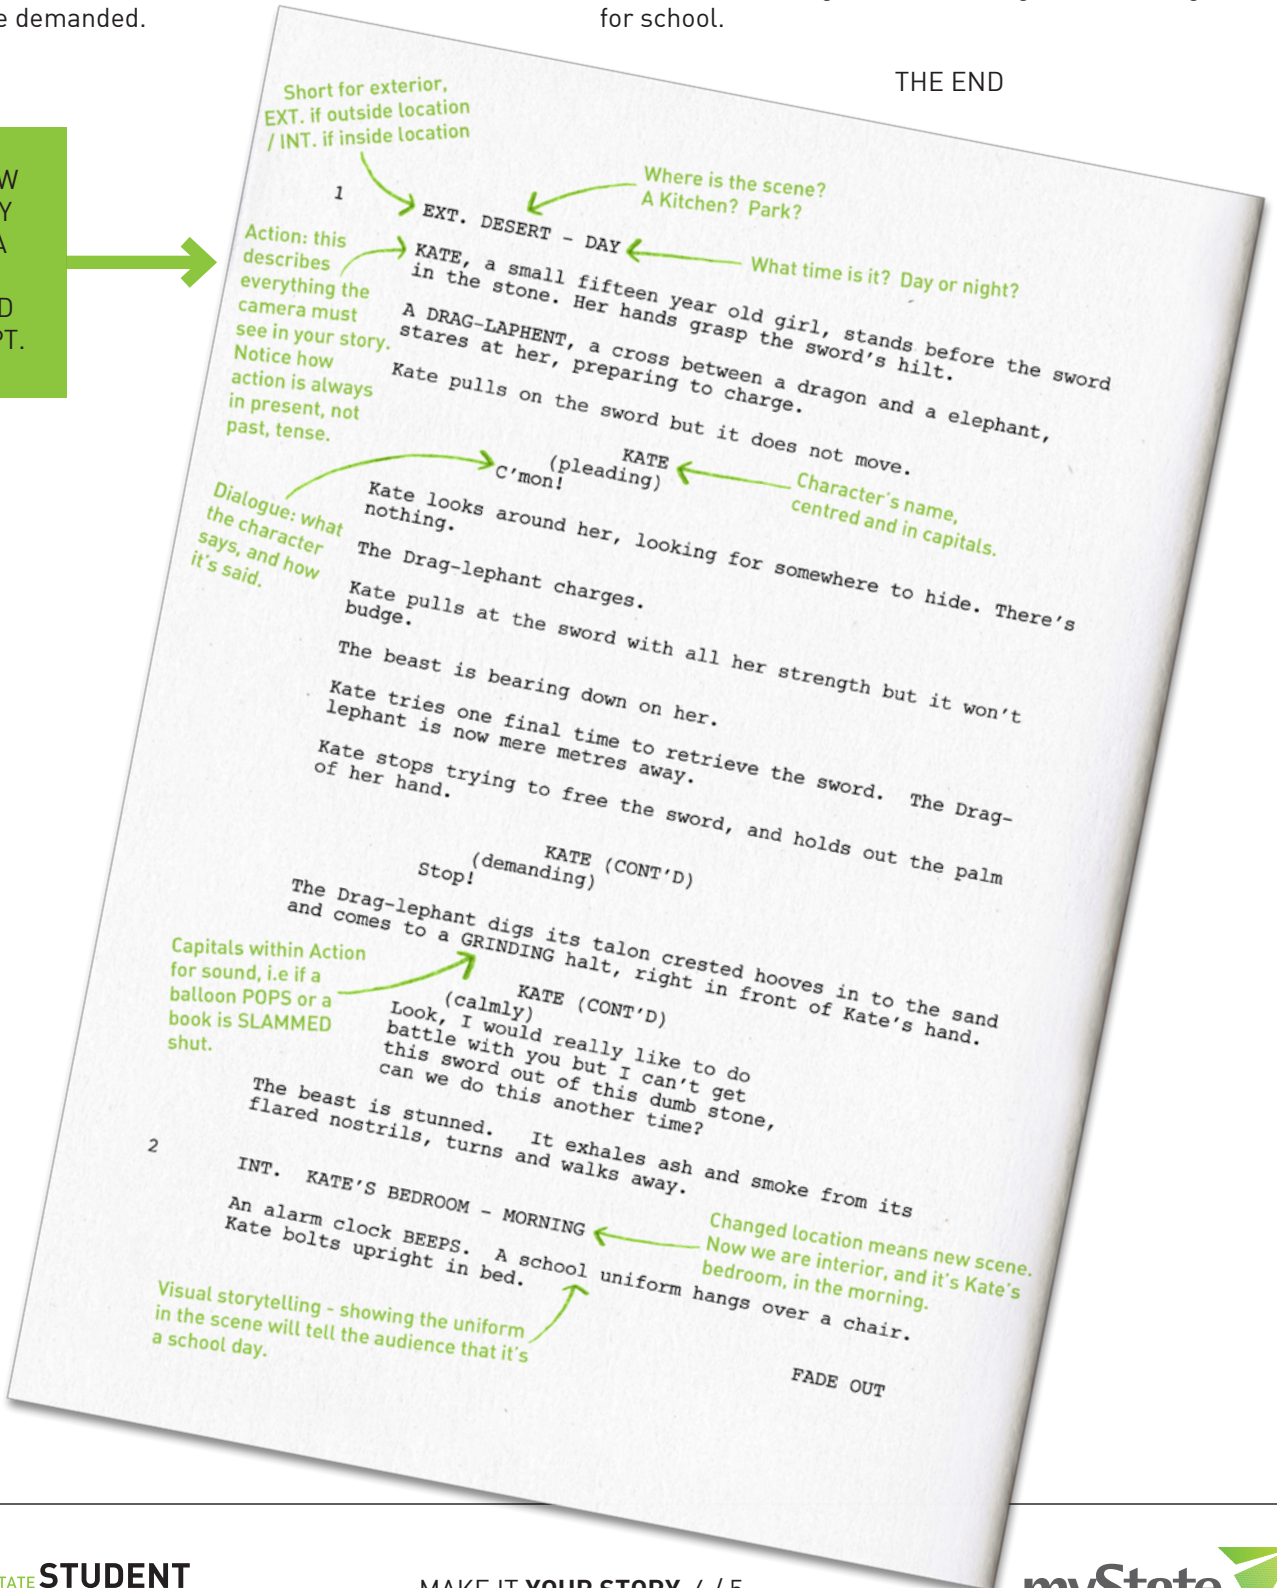 e demanded.
for school.
THE END
W
Y
A
D
PT.
Short for exterior,
EXT. if outside location
/ INT. if inside location
Where is the scene?
A Kitchen? Park?
1
EXT. DESERT - DAY
What time is it? Day or night?
Action: this
describes
everything the
camera must
see in your story.
Notice how
action is always
in present, not
past, tense.
KATE, a small fifteen year old girl, stands before the sword
in the stone. Her hands grasp the sword's hilt.
A DRAG-LAPHENT, a cross between a dragon and a elephant,
stares at her, preparing to charge.
Kate pulls on the sword but it does not move.
KATE
(pleading)
C'mon!
Character's name,
centred and in capitals.
Dialogue: what
the character
says, and how
it's said.
Kate looks around her, looking for somewhere to hide. There's
nothing.
The Drag-lephant charges.
Kate pulls at the sword with all her strength but it won't
budge.
The beast is bearing down on her.
Kate tries one final time to retrieve the sword.  The Drag-
lephant is now mere metres away.
Kate stops trying to free the sword, and holds out the palm
of her hand.
KATE (CONT'D)
(demanding)
Stop!
The Drag-lephant digs its talon crested hooves in to the sand
and comes to a GRINDING halt, right in front of Kate's hand.
Capitals within Action
for sound, i.e if a
balloon POPS or a
book is SLAMMED
shut.
KATE (CONT'D)
(calmly)
Look, I would really like to do
battle with you but I can't get
this sword out of this dumb stone,
can we do this another time?
The beast is stunned.  It exhales ash and smoke from its
flared nostrils, turns and walks away.
2
INT.  KATE'S BEDROOM - MORNING
Changed location means new scene.
Now we are interior, and it's Kate's
bedroom, in the morning.
An alarm clock BEEPS.  A school uniform hangs over a chair.
Kate bolts upright in bed.
Visual storytelling - showing the uniform
in the scene will tell the audience that it's
a school day.
FADE OUT
TATE STUDENT
MAKE IT YOUR STORY 4 / 5
myState